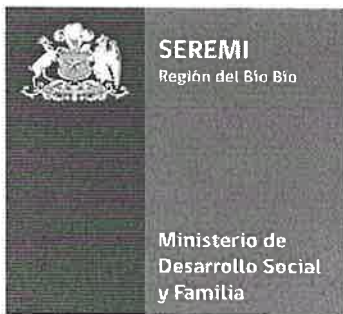 SEREMI
Región del Bío Bío
Ministerio de
Desarrollo Social
y Familia